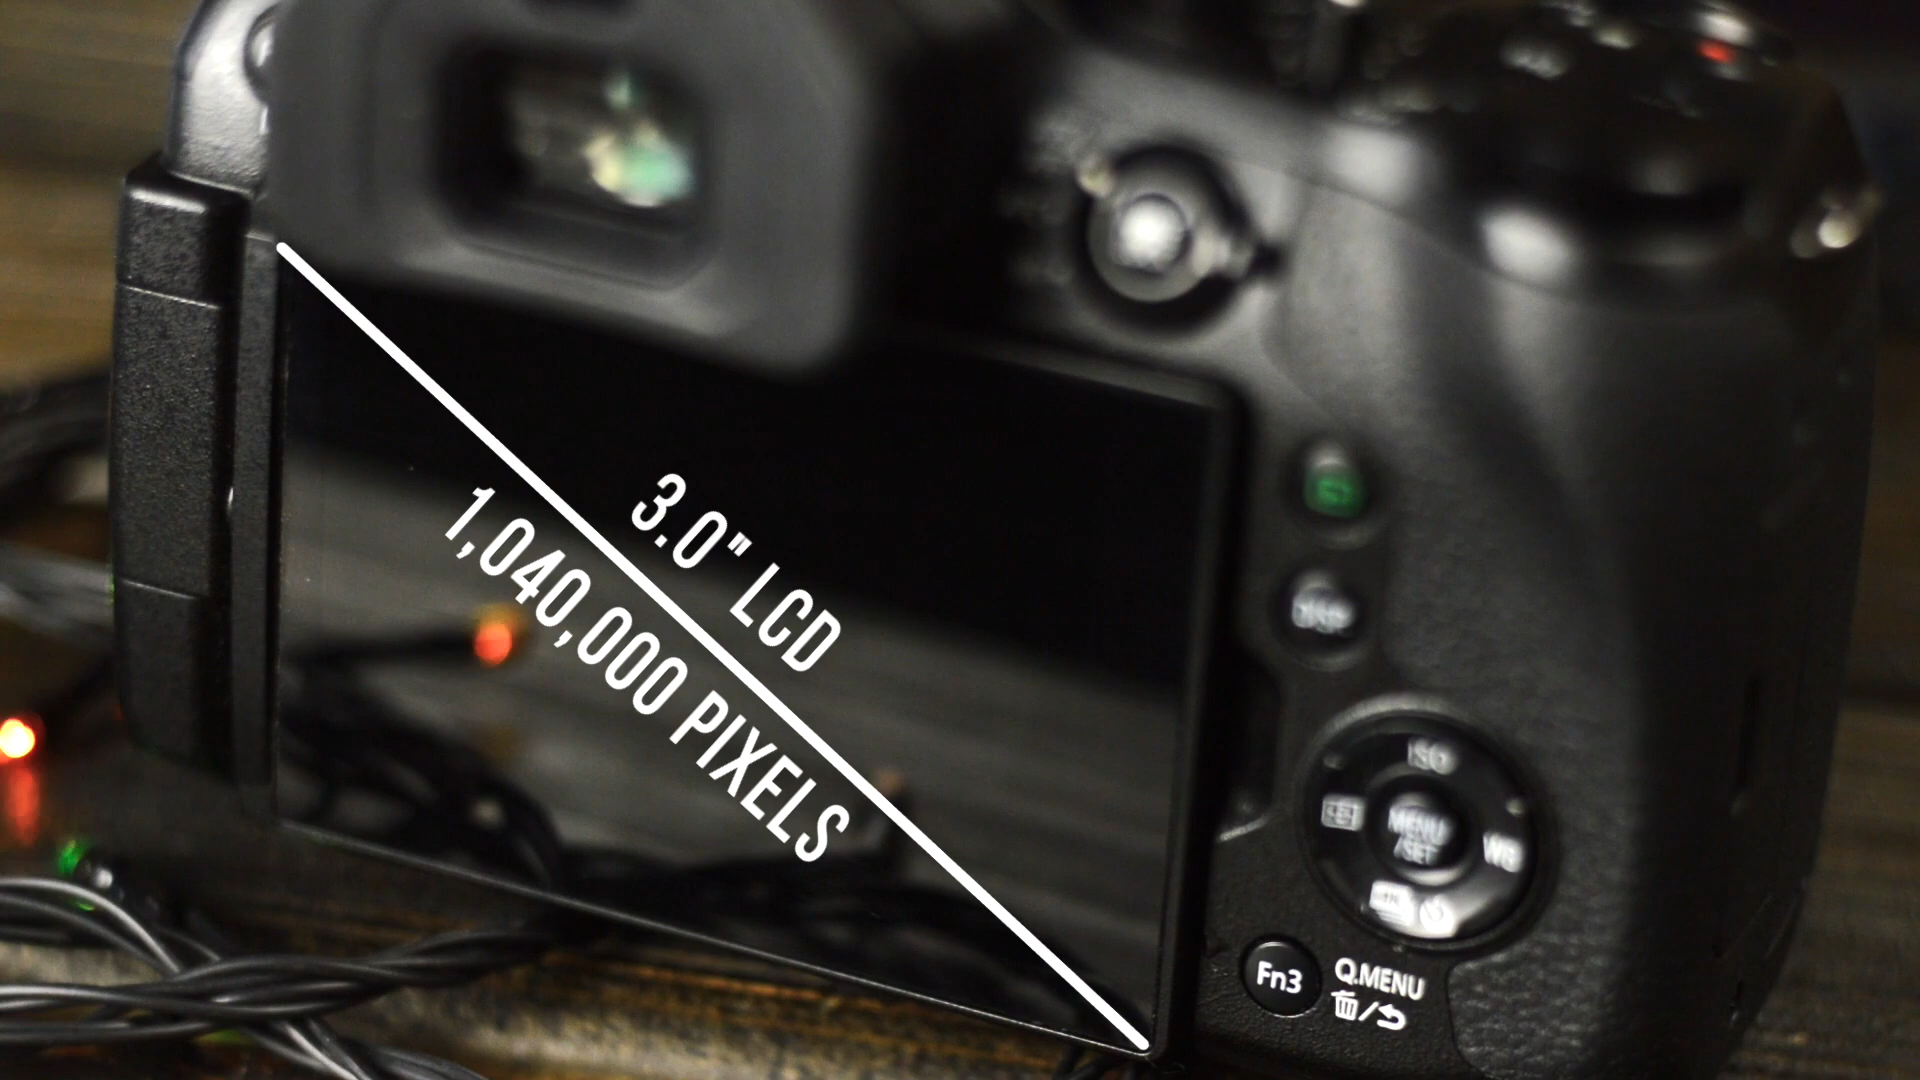 3.0" LCD
1,040,000 PIXELS
DISP.
ISO
MENU
/SET
WB
Fn3
Q.MENU